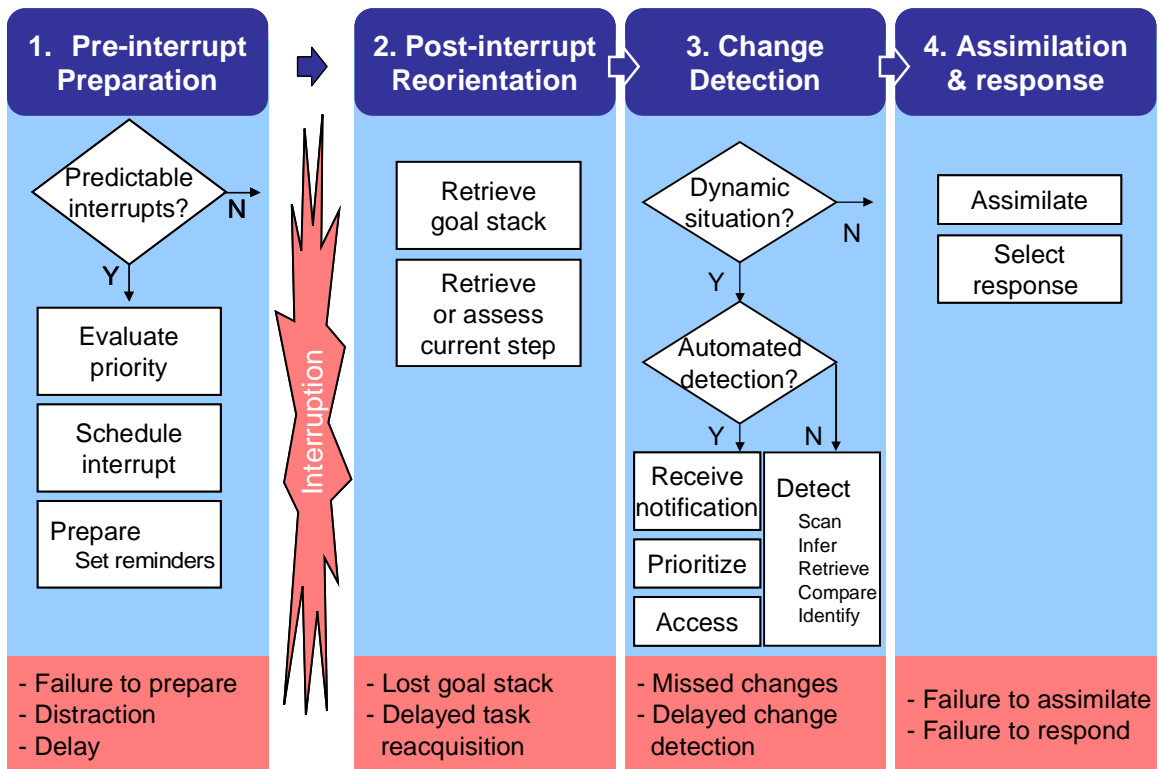 1. Pre-interrupt
Preparation
Predictable
interrupts?
N
Y
Evaluate
priority
Schedule
interrupt
Prepare
Set reminders
- Failure to prepare
- Distraction
- Delay
Interruption
2. Post-interrupt
Reorientation
Retrieve
goal stack
Retrieve
or assess
current step
- Lost goal stack
- Delayed task
reacquisition
3. Change
Detection
Dynamic
situation?
N
Y
Automated
detection?
Y
N
Receive
notification
Prioritize
Access
Detect
Scan
Infer
Retrieve
Compare
Identify
- Missed changes
- Delayed change
detection
4. Assimilation
& response
Assimilate
Select
response
- Failure to assimilate
- Failure to respond